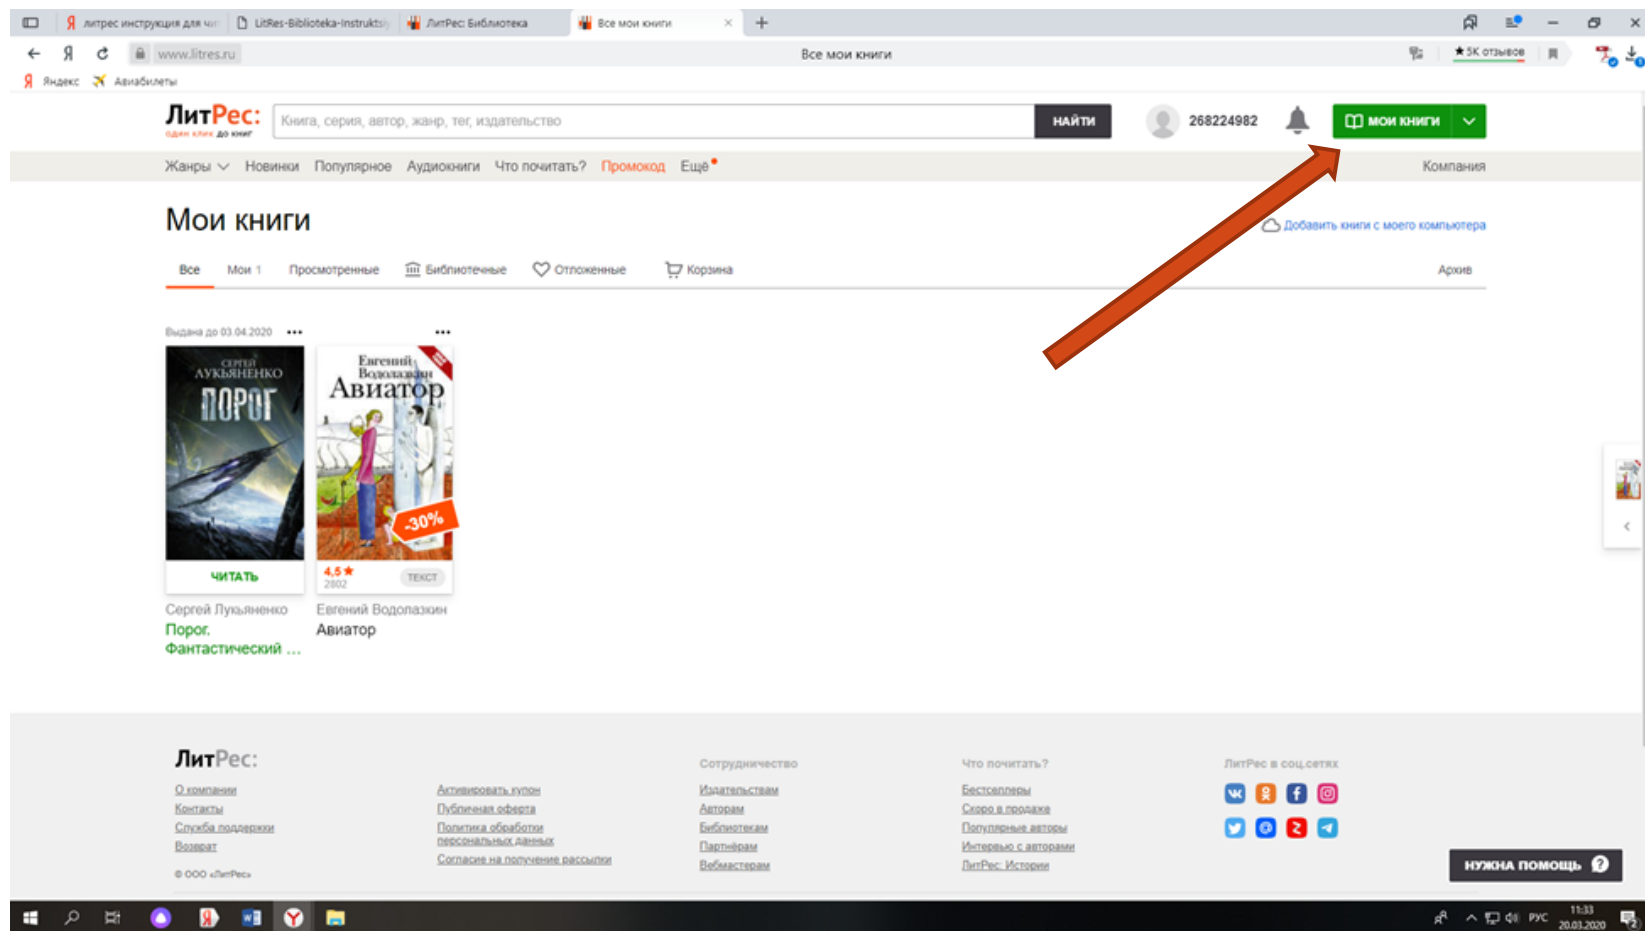 литрес инструкция для чит
LitRes-Biblioteka-Instruktsiy
ЛитРес: Библиотека
Все мои книги
www.litres.ru
Все мои книги
★5K отзывов
Яндекс
Авиабилеты
ЛитРес:
один клик до книг
Книга, серия, автор, жанр, тег, издательство
НАЙТИ
268224982
МОИ КНИГИ
Жанры Новинки Популярное Аудиокниги Что почитать? Промокод Ещё
Компания
Мои книги
Добавить книги с моего компьютера
Все Мои 1 Просмотренные Библиотечные Отложенные Корзина
Архив
Выдана до 03.04.2020
СЕРГЕЙ
ЛУКЬЯНЕНКО
ПОРОГ
ЧИТАТЬ
Сергей Лукьяненко
Порог.
Фантастический ...
Евгений
Водолазкин
Авиатор
-30%
4,5★
2802
ТЕКСТ
Евгений Водолазкин
Авиатор
ЛитРес:
О компании
Контакты
Служба поддержки
Возврат
© ООО «ЛитРес»
Активировать купон
Публичная оферта
Политика обработки
персональных данных
Согласие на получение рассылки
Сотрудничество
Издательствам
Авторам
Библиотекам
Партнёрам
Вебмастерам
Что почитать?
Бестселлеры
Скоро в продаже
Популярные авторы
Интервью с авторами
ЛитРес: Истории
ЛитРес в соц.сетях
НУЖНА ПОМОЩЬ ?
РУС
11:33
20.03.2020